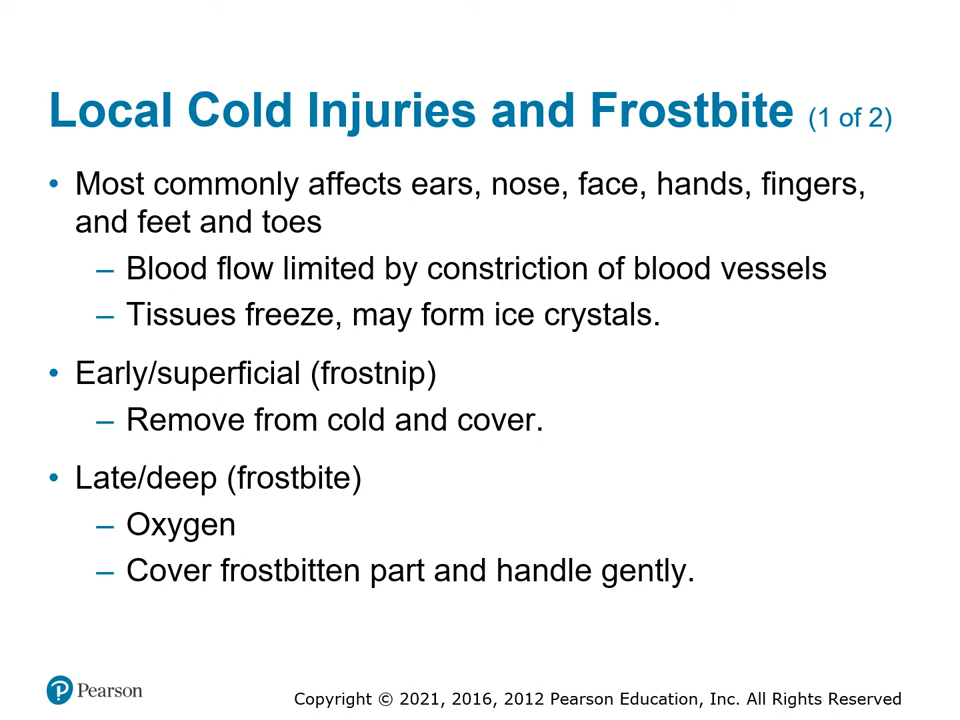 Local Cold Injuries and Frostbite (1 of 2)
• Most commonly affects ears, nose, face, hands, fingers,
and feet and toes
– Blood flow limited by constriction of blood vessels
– Tissues freeze, may form ice crystals.
• Early/superficial (frostnip)
– Remove from cold and cover.
• Late/deep (frostbite)
– Oxygen
– Cover frostbitten part and handle gently.
P Pearson
Copyright © 2021, 2016, 2012 Pearson Education, Inc. All Rights Reserved